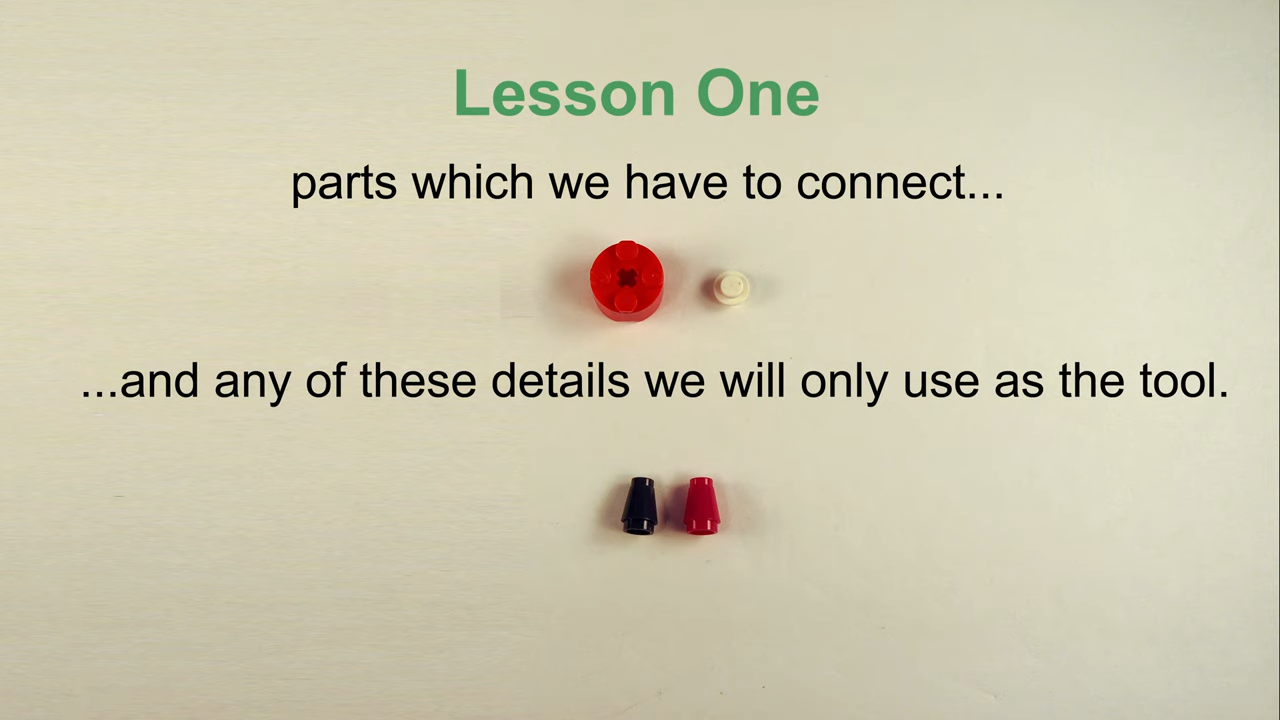 Lesson One
parts which we have to connect...
...and any of these details we will only use as the tool.